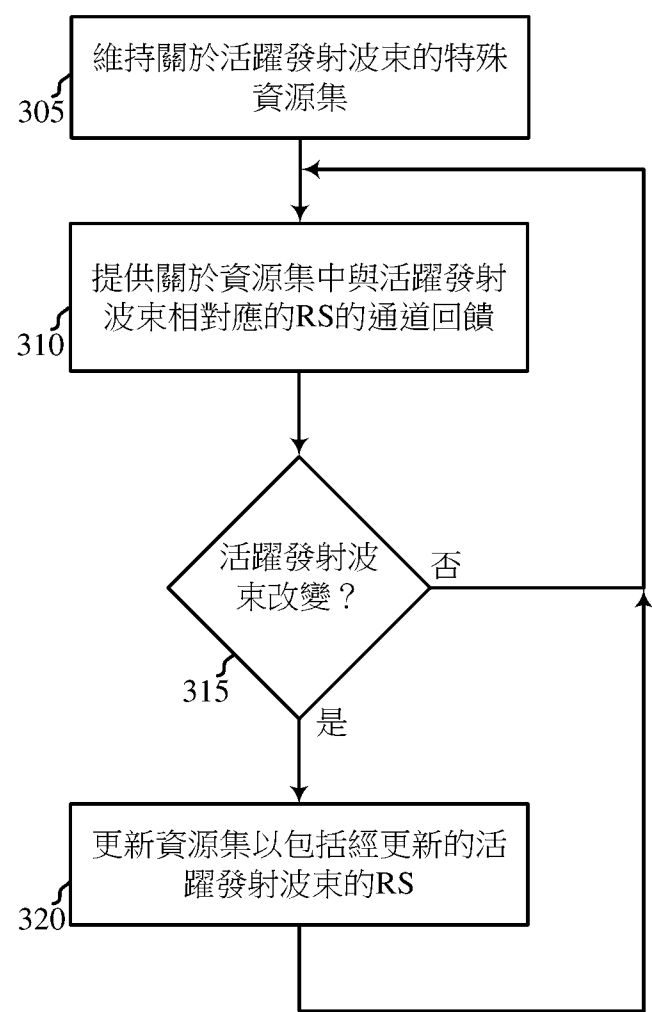 維持關於活躍發射波束的特殊
資源集
305
提供關於資源集中與活躍發射
波束相對應的RS的通道回饋
310
活躍發射波
束改變？
否
315
是
更新資源集以包括經更新的活
躍發射波束的RS
320